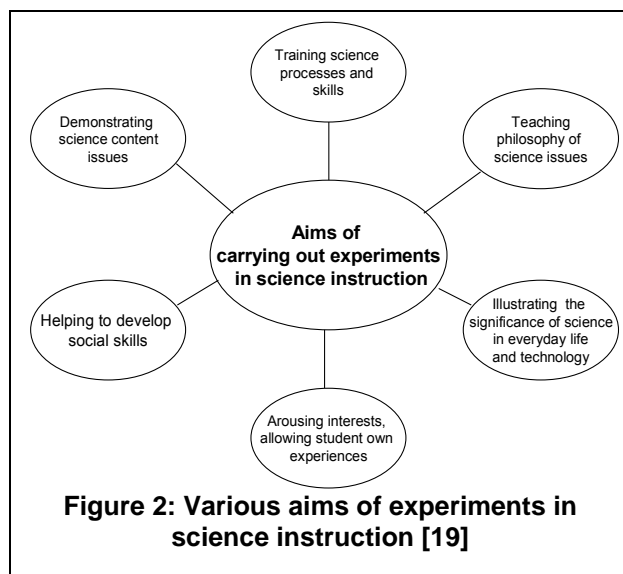 Training science
processes and
skills
Demonstrating
science content
issues
Teaching
philosophy of
science issues
Aims of
carrying out experiments
in science instruction
Helping to develop
social skills
Illustrating the
significance of science
in everyday life
and technology
Arousing interests,
allowing student own
experiences
Figure 2: Various aims of experiments in
science instruction [19]